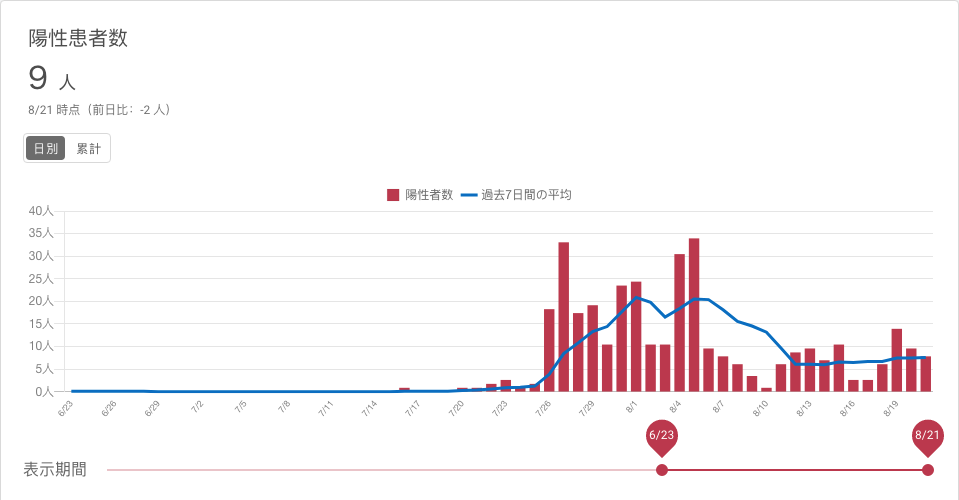 陽性患者数
9 人
8/21 時点（前日比：-2 人）
日別 累計
陽性者数 過去7日間の平均
40人
35人
30人
25人
20人
15人
10人
5人
0人
6/23 6/26 6/29 7/2 7/5 7/8 7/11 7/14 7/17 7/20 7/23 7/26 7/29 8/1 8/4 8/7 8/10 8/13 8/16 8/19
6/23 8/21
表示期間